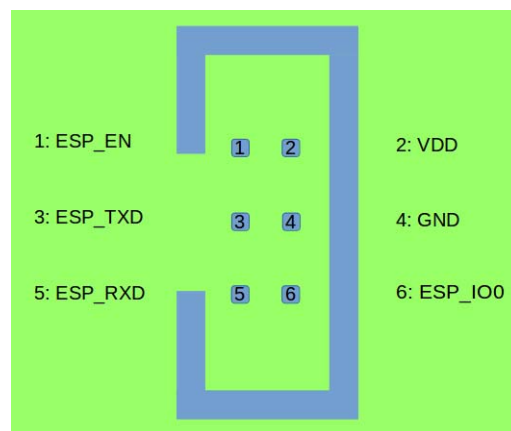 1: ESP_EN 1 2 2: VDD
3: ESP_TXD 3 4 4: GND
5: ESP_RXD 5 6 6: ESP_IO0